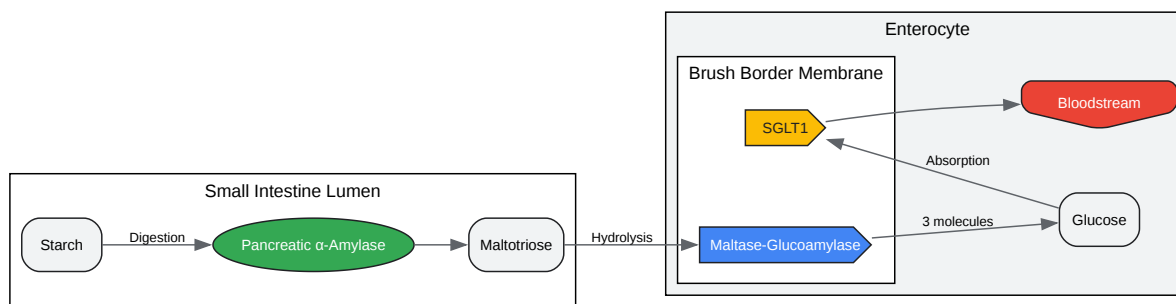 Enterocyte
Brush Border Membrane
SGLT1
Bloodstream
Absorption
Small Intestine Lumen
Starch
Digestion
Pancreatic α-Amylase
Maltotriose
Hydrolysis
Maltase-Glucoamylase
3 molecules
Glucose